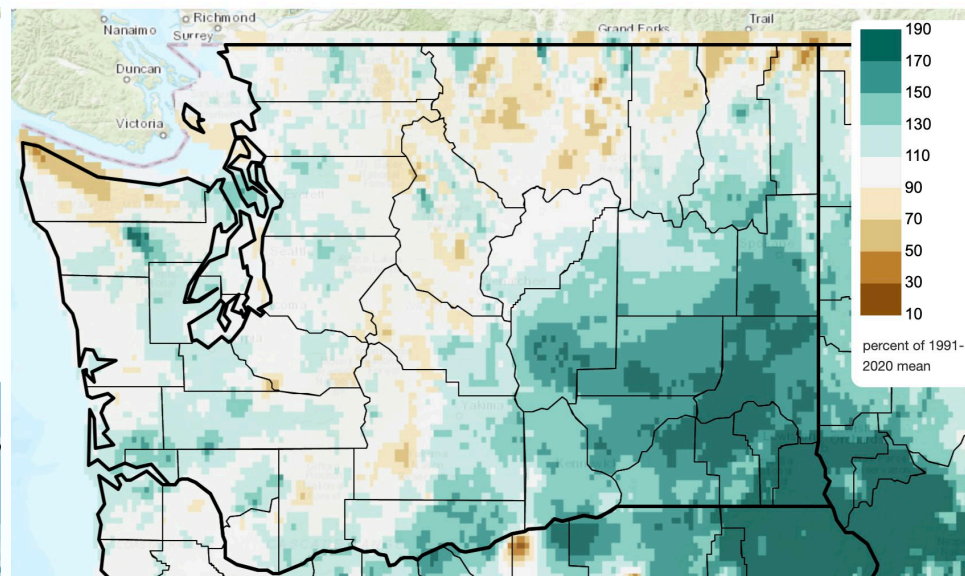 Richmond
Nanaimo
Surrey
Grand Forks
Trail
Duncan
Victoria
190
170
150
130
110
90
70
50
30
10
percent of 1991-
2020 mean
Yakima